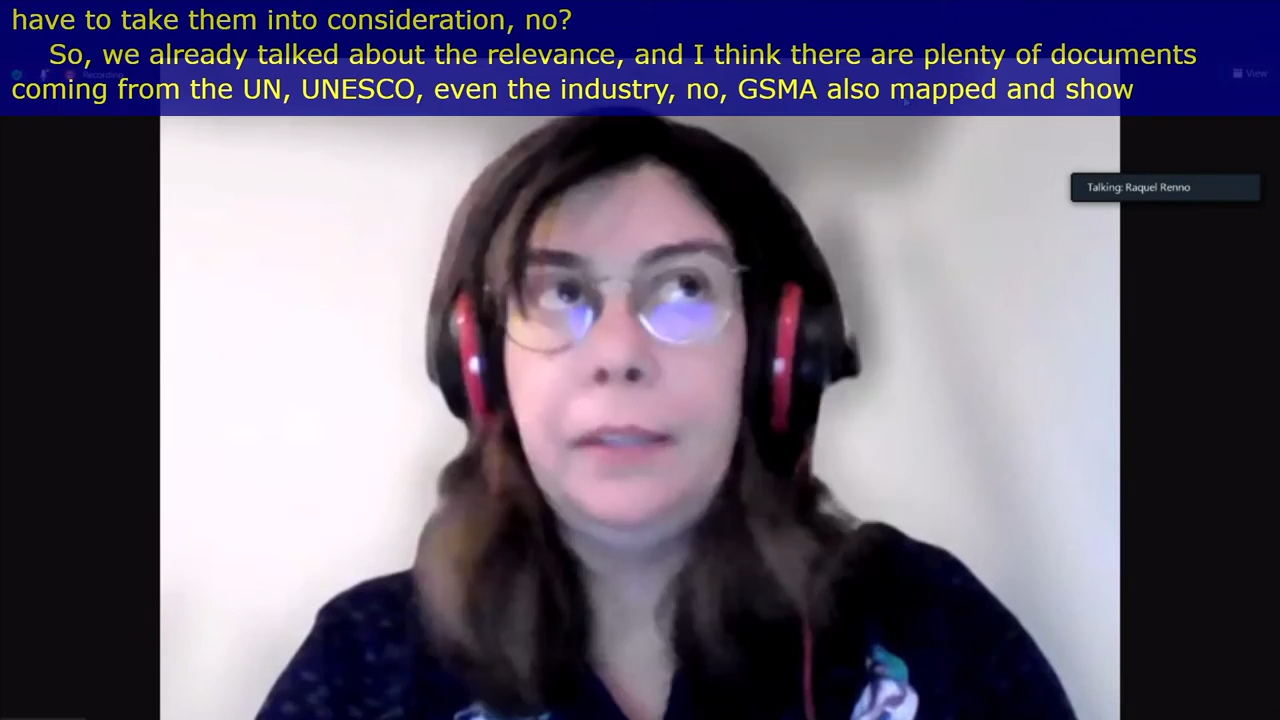 have to take them into consideration, no?
So, we already talked about the relevance, and I think there are plenty of documents
coming from the UN, UNESCO, even the industry, no, GSMA also mapped and show
Recording
View
Talking: Raquel Renno